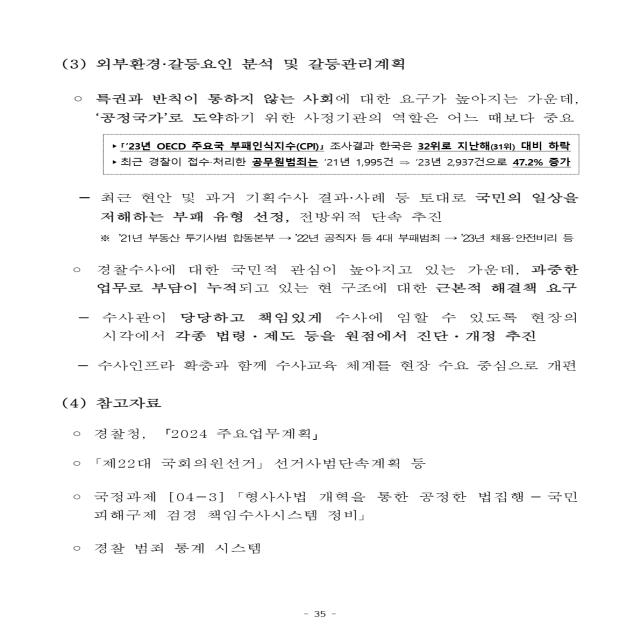 (3) 외부환경·갈등요인 분석 및 갈등관리계획
○ 특권과 반칙이 통하지 않는 사회에 대한 요구가 높아지는 가운데,
‘공정국가’로 도약하기 위한 사정기관의 역할은 어느 때보다 중요
▸「'23년 OECD 주요국 부패인식지수(CPI)」 조사결과 한국은 32위로 지난해(31위) 대비 하락
▸최근 경찰이 접수·처리한 공무원범죄는 '21년 1,995건 ⇒ '23년 2,937건으로 47.2% 증가
− 최근 현안 및 과거 기획수사 결과·사례 등 토대로 국민의 일상을
저해하는 부패 유형 선정, 전방위적 단속 추진
※ '21년 부동산 투기사범 합동본부 → '22년 공직자 등 4대 부패범죄 → '23년 채용·안전비리 등
○ 경찰수사에 대한 국민적 관심이 높아지고 있는 가운데, 과중한
업무로 부담이 누적되고 있는 현 구조에 대한 근본적 해결책 요구
− 수사관이 당당하고 책임있게 수사에 임할 수 있도록 현장의
시각에서 각종 법령·제도 등을 원점에서 진단·개정 추진
− 수사인프라 확충과 함께 수사교육 체계를 현장 수요 중심으로 개편
(4) 참고자료
○ 경찰청, 「2024 주요업무계획」
○ 「제22대 국회의원선거」 선거사범단속계획 등
○ 국정과제 [04−3] 「형사사법 개혁을 통한 공정한 법집행 − 국민
피해구제 검경 책임수사시스템 정비」
○ 경찰 범죄 통계 시스템
- 35 -